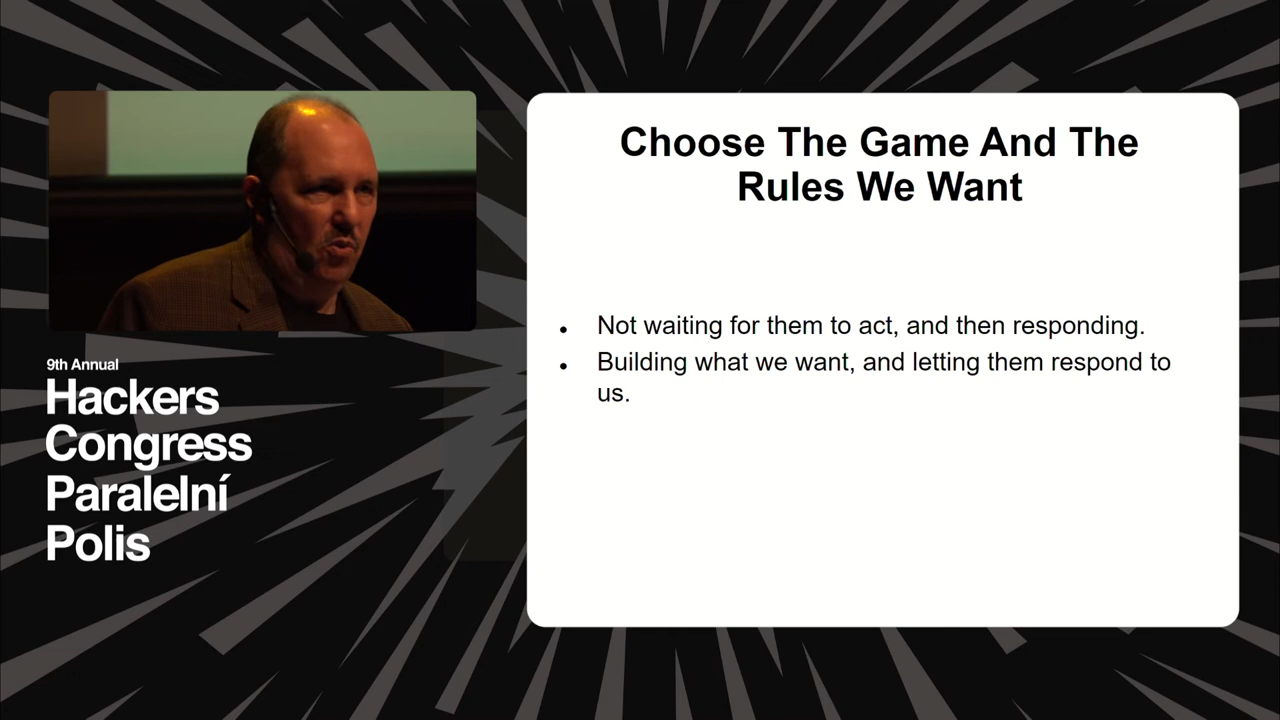 9th Annual
Hackers
Congress
Paralelní
Polis
Choose The Game And The
Rules We Want
• Not waiting for them to act, and then responding.
• Building what we want, and letting them respond to
us.